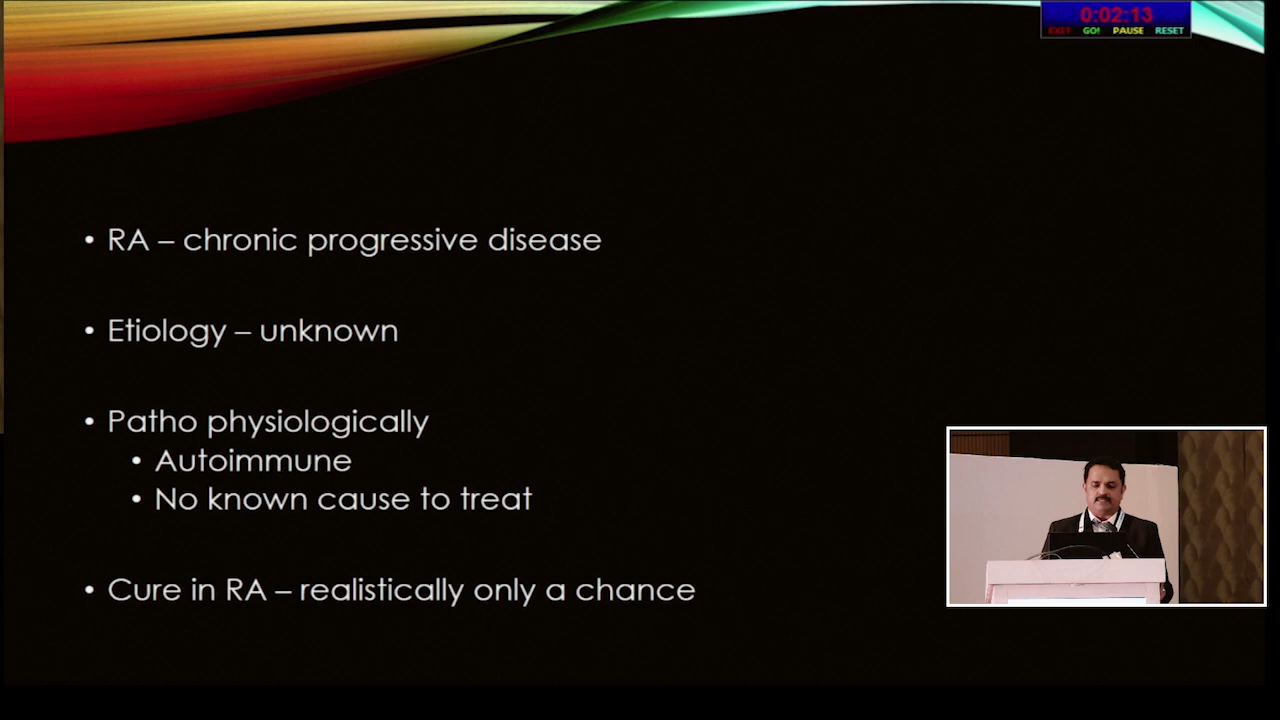 0:02:13
EXIT GO! PAUSE RESET
• RA – chronic progressive disease
• Etiology – unknown
• Patho physiologically
• Autoimmune
• No known cause to treat
• Cure in RA – realistically only a chance